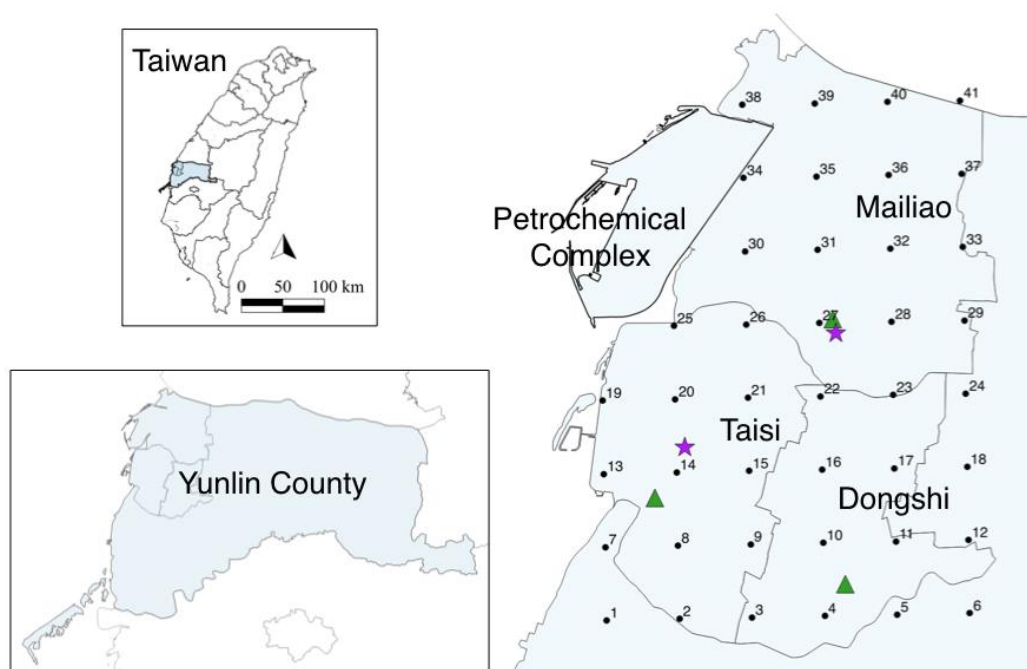 Taiwan
0 50 100 km
Yunlin County
38 39 40 41
34 35 36 37
Mailiao
Petrochemical
Complex
30 31 32 33
25 26 27 28 29
19 20 21 22 23 24
Taisi
13 14 15 16 17 18
Dongshi
7 8 9 10 11 12
1 2 3 4 5 6